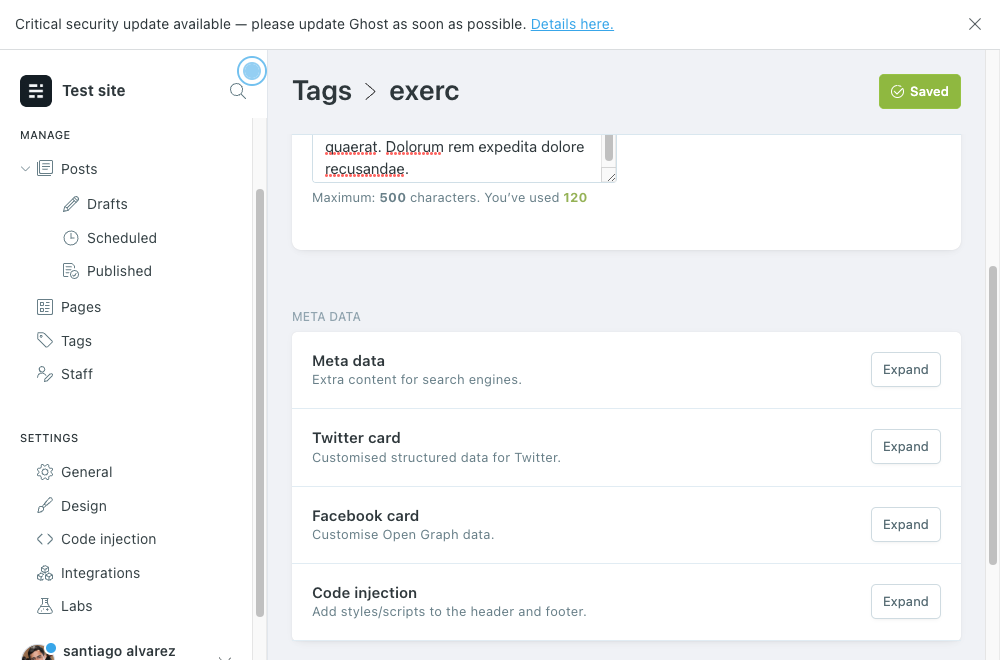 Critical security update available — please update Ghost as soon as possible. Details here.
Test site
MANAGE
Posts
Drafts
Scheduled
Published
Pages
Tags
Staff
SETTINGS
General
Design
Code injection
Integrations
Labs
santiago alvarez
Tags > exerc
Saved
quaerat. Dolorum rem expedita dolore
recusandae.
Maximum: 500 characters. You’ve used 120
META DATA
Meta data
Extra content for search engines.
Expand
Twitter card
Customised structured data for Twitter.
Expand
Facebook card
Customise Open Graph data.
Expand
Code injection
Add styles/scripts to the header and footer.
Expand